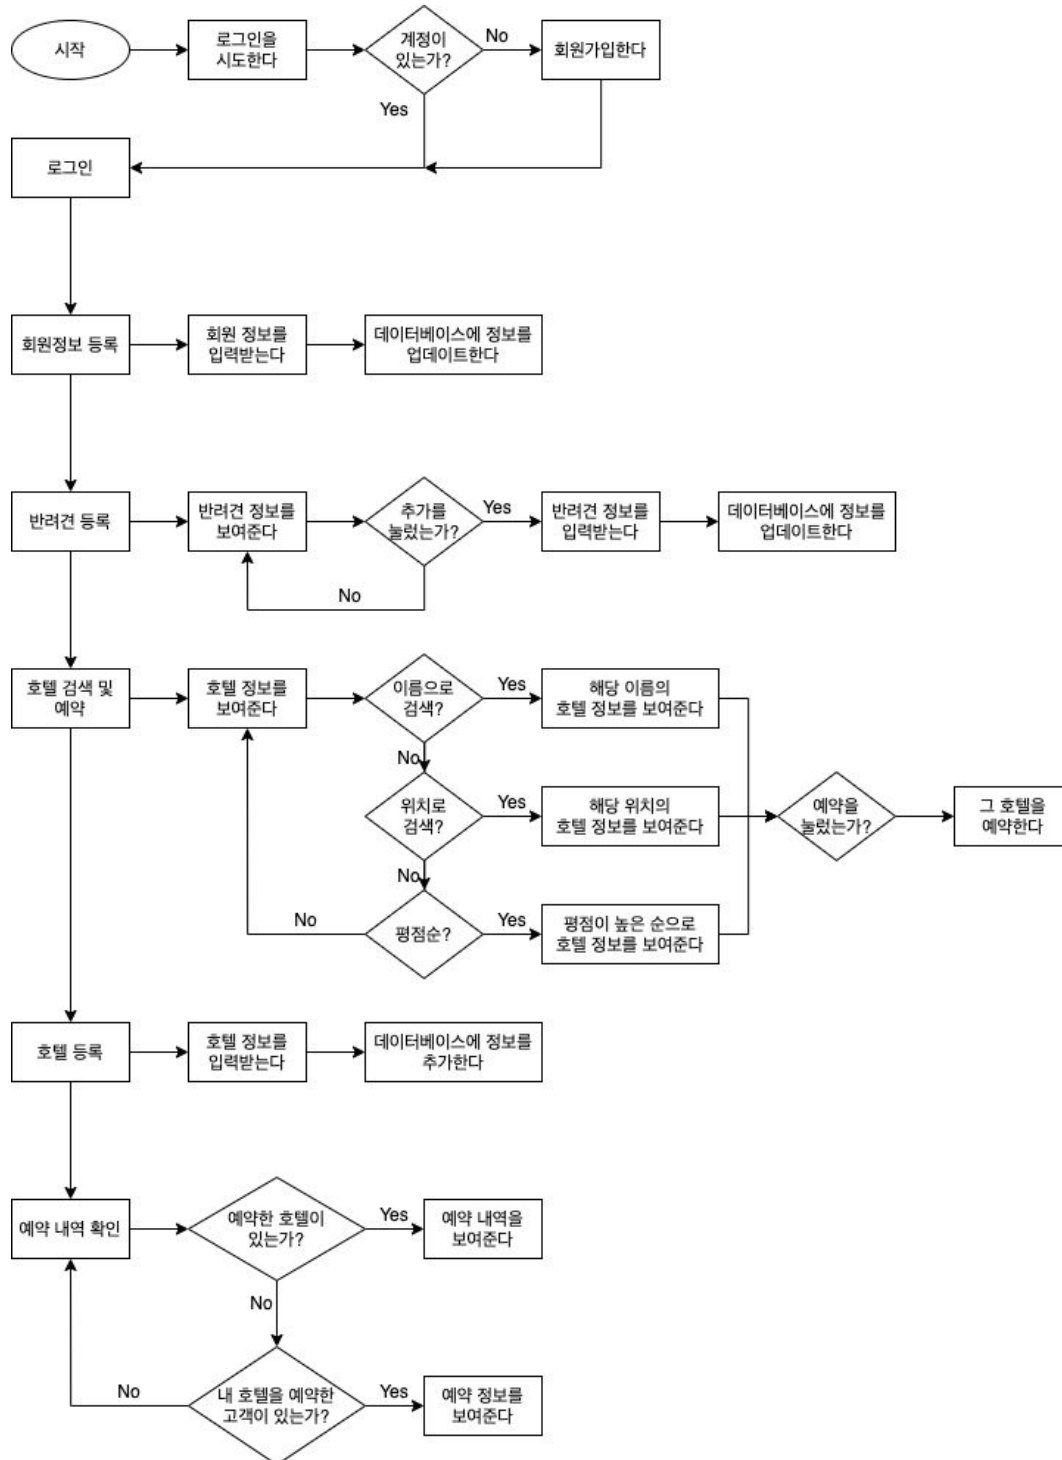 시작
로그인을
시도한다
계정이
있는가?
No
회원가입한다
Yes
로그인
회원정보 등록
회원 정보를
입력받는다
데이터베이스에 정보를
업데이트한다
반려견 등록
반려견 정보를
보여준다
추가를
눌렀는가?
Yes
반려견 정보를
입력받는다
데이터베이스에 정보를
업데이트한다
No
호텔 검색 및
예약
호텔 정보를
보여준다
이름으로
검색?
Yes
해당 이름의
호텔 정보를 보여준다
No
위치로
검색?
Yes
해당 위치의
호텔 정보를 보여준다
예약을
눌렀는가?
그 호텔을
예약한다
No
No
평점순?
Yes
평점이 높은 순으로
호텔 정보를 보여준다
호텔 등록
호텔 정보를
입력받는다
데이터베이스에 정보를
추가한다
예약 내역 확인
예약한 호텔이
있는가?
Yes
예약 내역을
보여준다
No
No
내 호텔을 예약한
고객이 있는가?
Yes
예약 정보를
보여준다